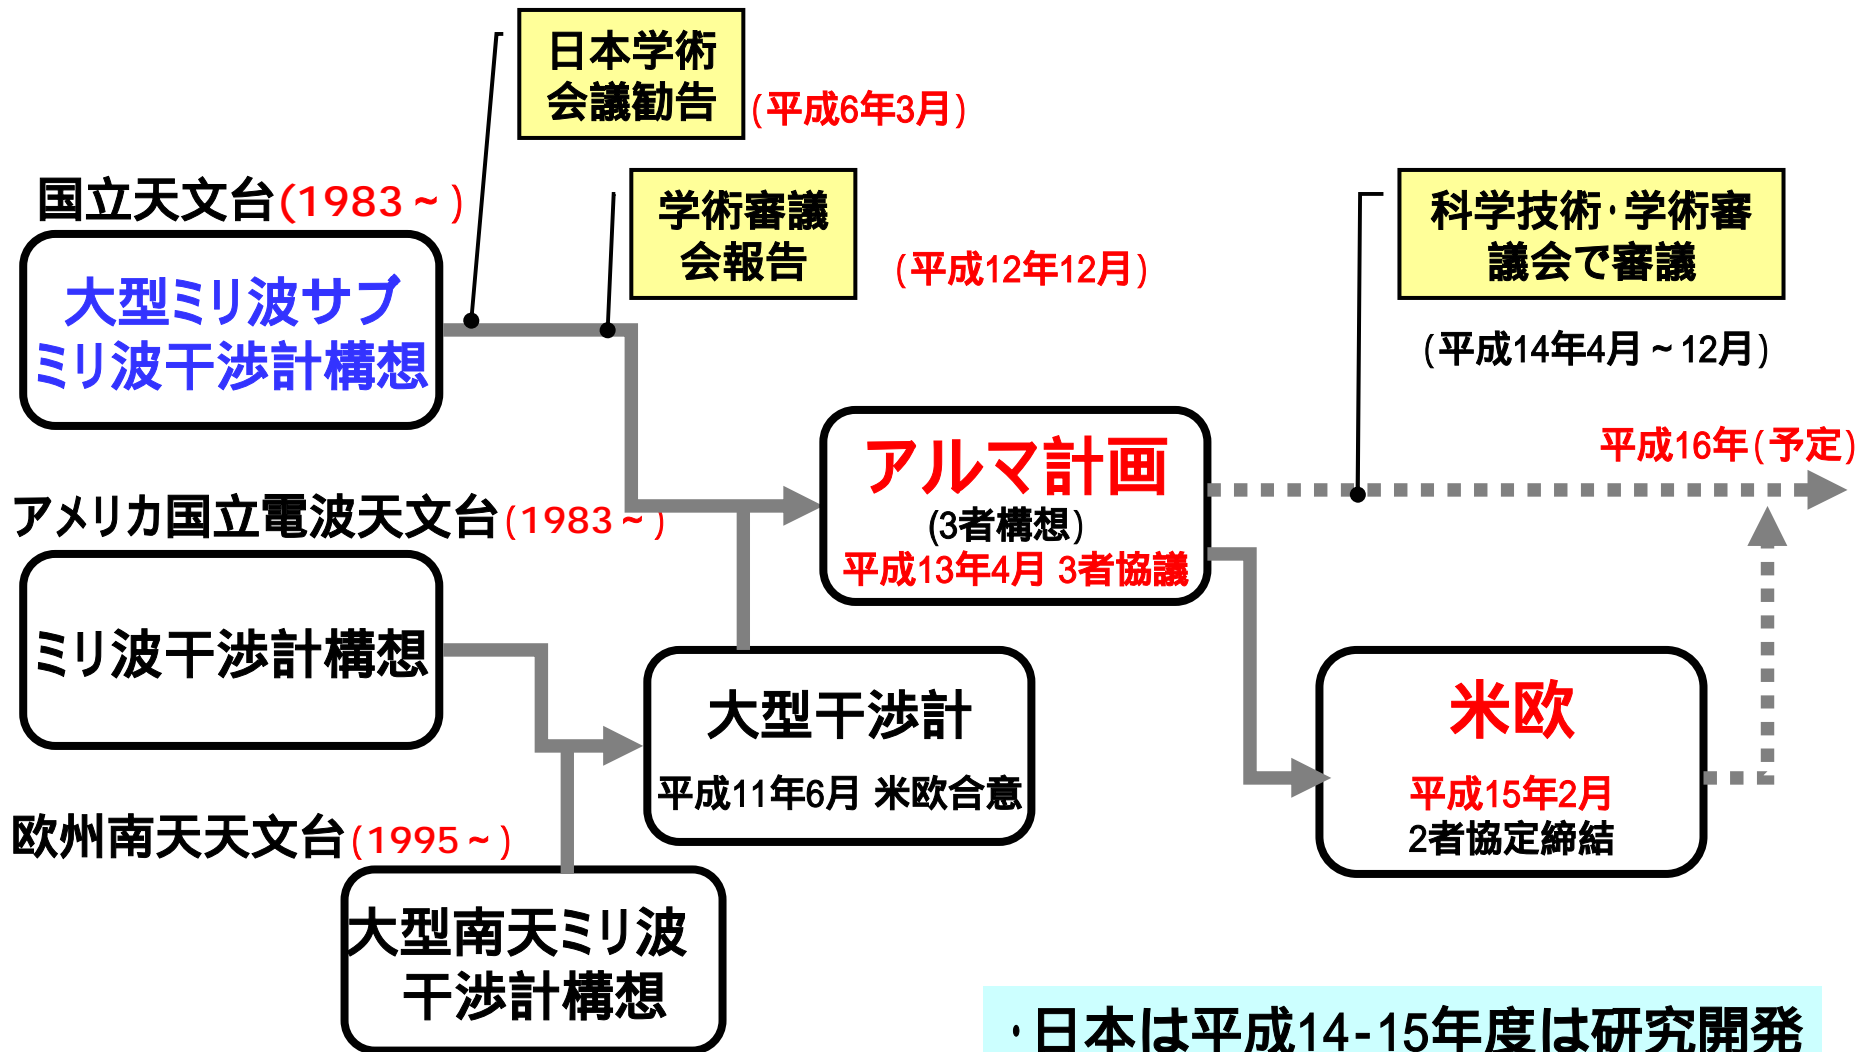 日本学術
会議勧告
(平成6年3月)
国立天文台(1983～)
学術審議
会報告
(平成12年12月)
科学技術・学術審
議会で審議
(平成14年4月～12月)
大型ミリ波サブ
ミリ波干渉計構想
アルマ計画
(3者構想)
平成13年4月 3者協議
平成16年(予定)
アメリカ国立電波天文台(1983～)
ミリ波干渉計構想
大型干渉計
平成11年6月 米欧合意
米欧
平成15年2月
2者協定締結
欧州南天天文台(1995～)
大型南天ミリ波
干渉計構想
・日本は平成14-15年度は研究開発